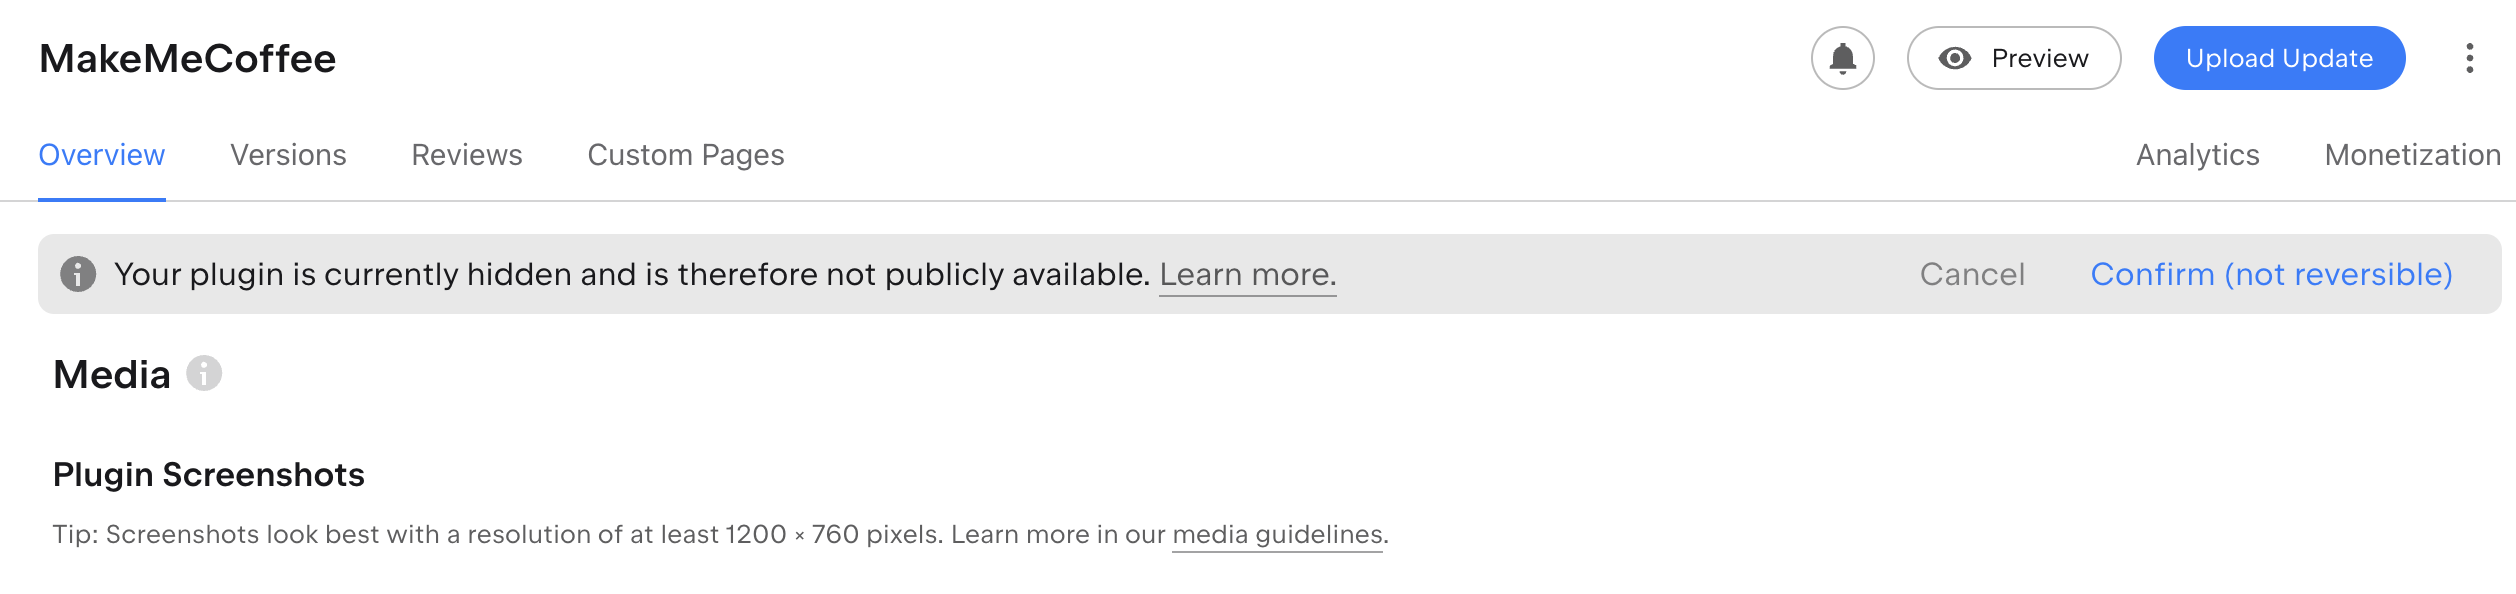 MakeMeCoffee
Preview
Upload Update
Overview
Versions
Reviews
Custom Pages
Analytics
Monetization
Your plugin is currently hidden and is therefore not publicly available. Learn more.
Cancel
Confirm (not reversible)
Media
Plugin Screenshots
Tip: Screenshots look best with a resolution of at least 1200 × 760 pixels. Learn more in our media guidelines.